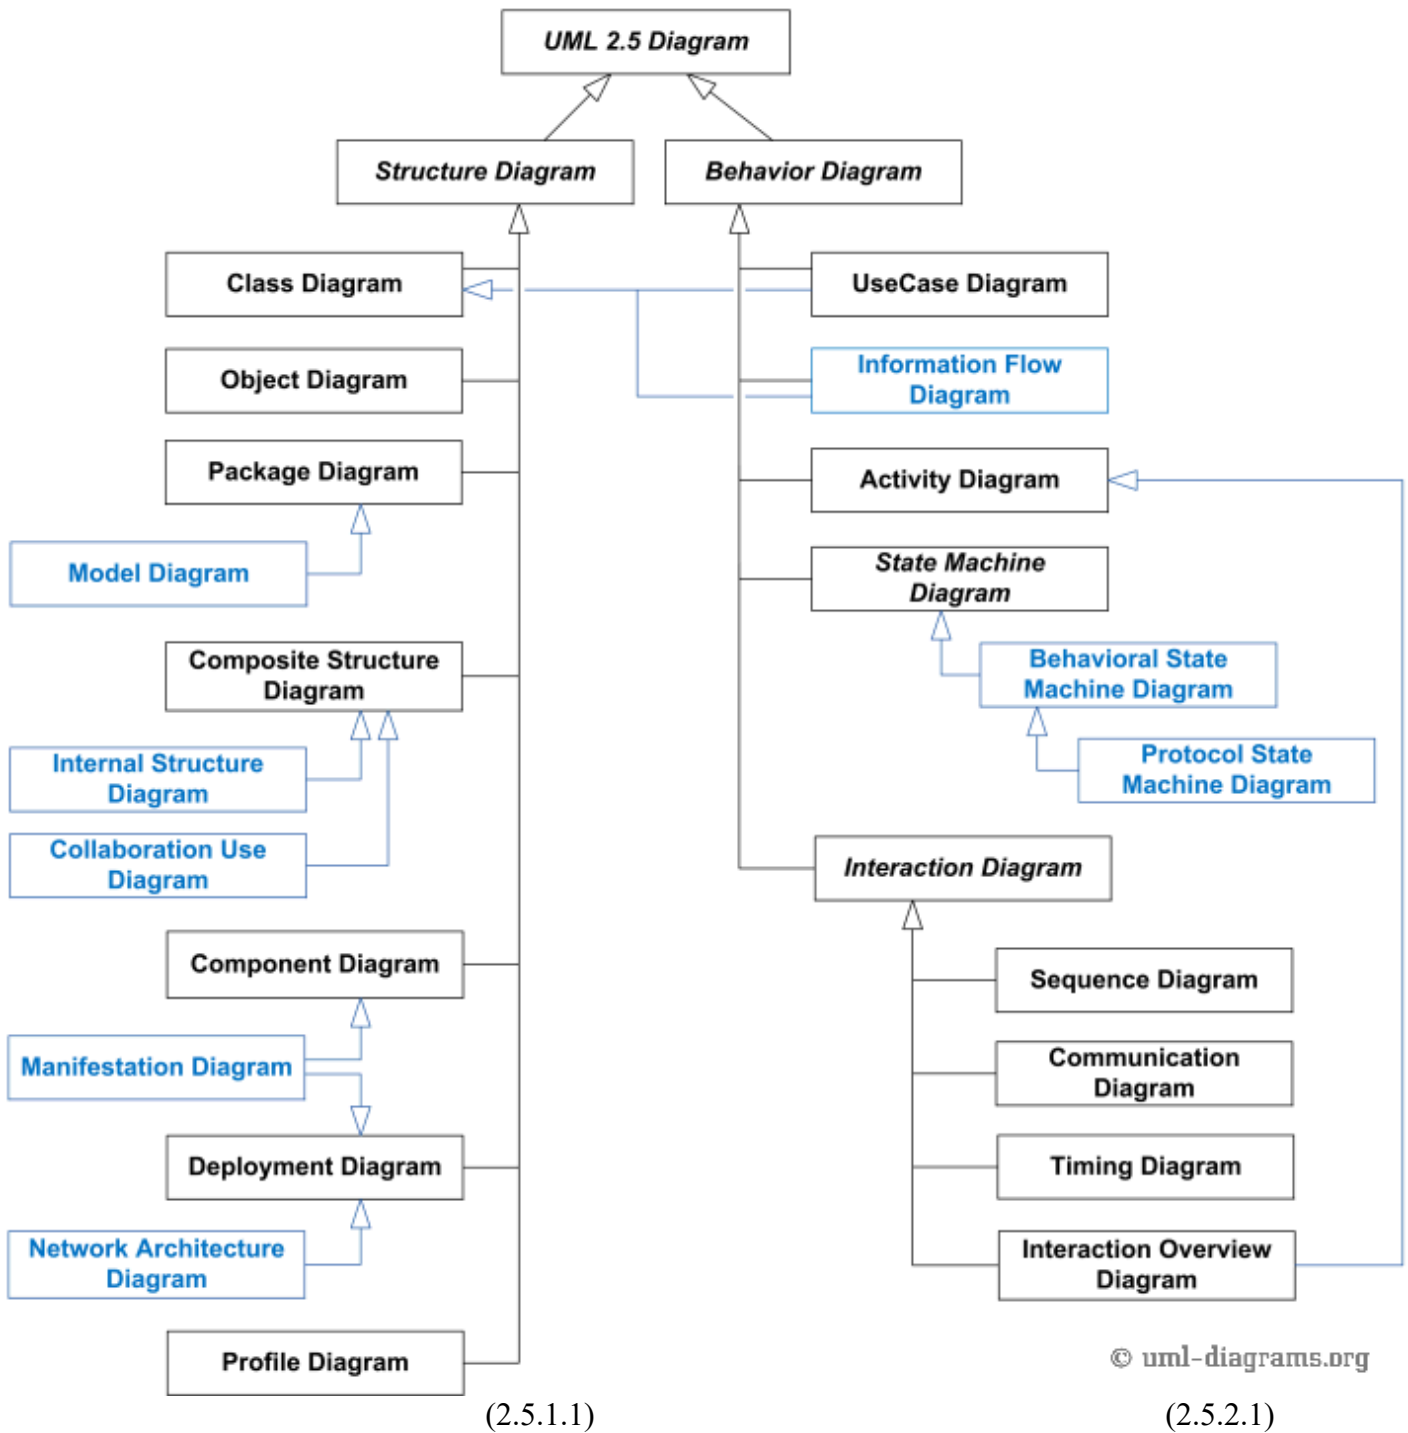 UML 2.5 Diagram
Structure Diagram
Behavior Diagram
Class Diagram
UseCase Diagram
Object Diagram
Information Flow
Diagram
Package Diagram
Activity Diagram
Model Diagram
State Machine
Diagram
Composite Structure
Diagram
Behavioral State
Machine Diagram
Internal Structure
Diagram
Protocol State
Machine Diagram
Collaboration Use
Diagram
Interaction Diagram
Component Diagram
Sequence Diagram
Manifestation Diagram
Communication
Diagram
Deployment Diagram
Timing Diagram
Network Architecture
Diagram
Interaction Overview
Diagram
Profile Diagram
© uml-diagrams.org
(2.5.1.1)
(2.5.2.1)